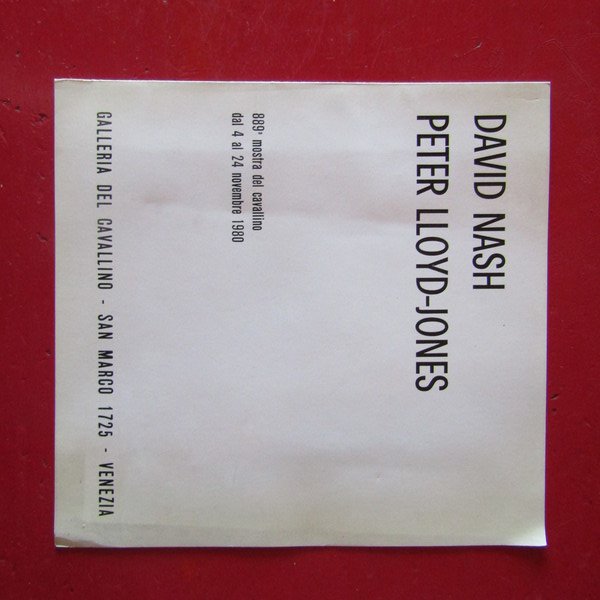 DAVID NASH
PETER LLOYD-JONES
889ª mostra del cavallino
dal 4 al 24 novembre 1980
GALLERIA DEL CAVALLINO - SAN MARCO 1725 - VENEZIA